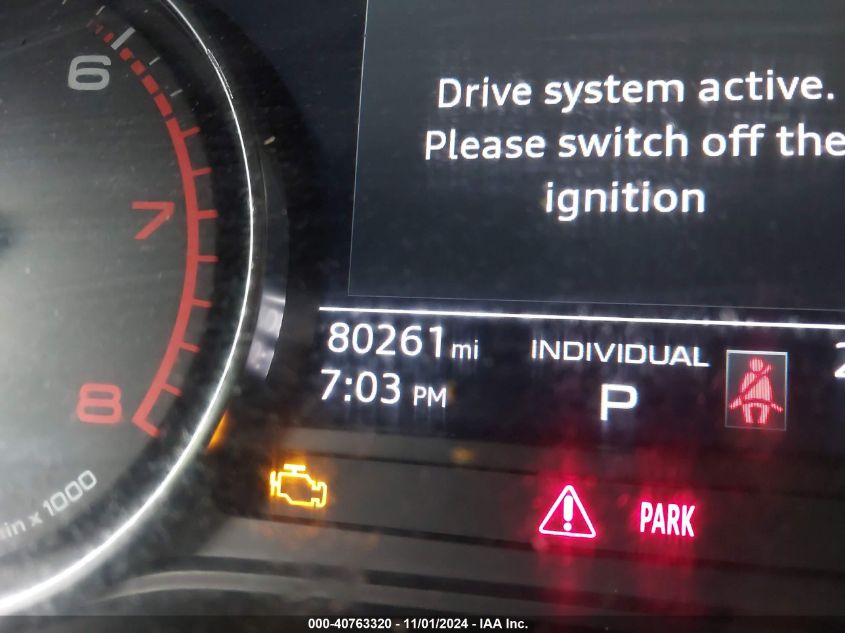 6
Drive system active.
Please switch off the
ignition
7
80261 mi
INDIVIDUAL
7:03 PM
P
8
x 1000
PARK
000-40763320 - 11/01/2024 - IAA Inc.